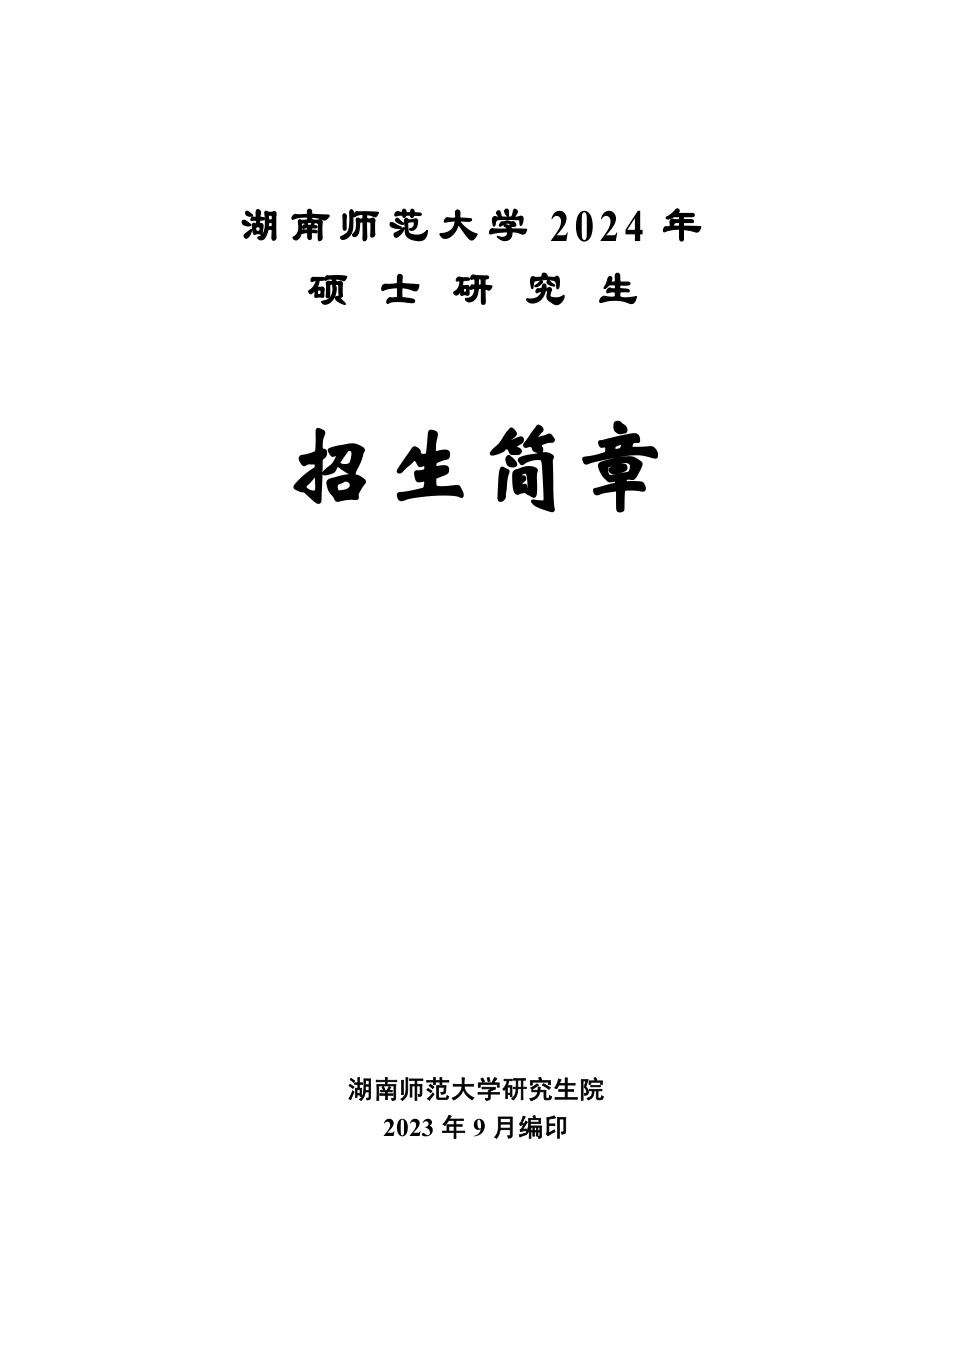 湖南师范大学 2024 年
硕士研究生
招生简章
湖南师范大学研究生院
2023 年 9 月编印